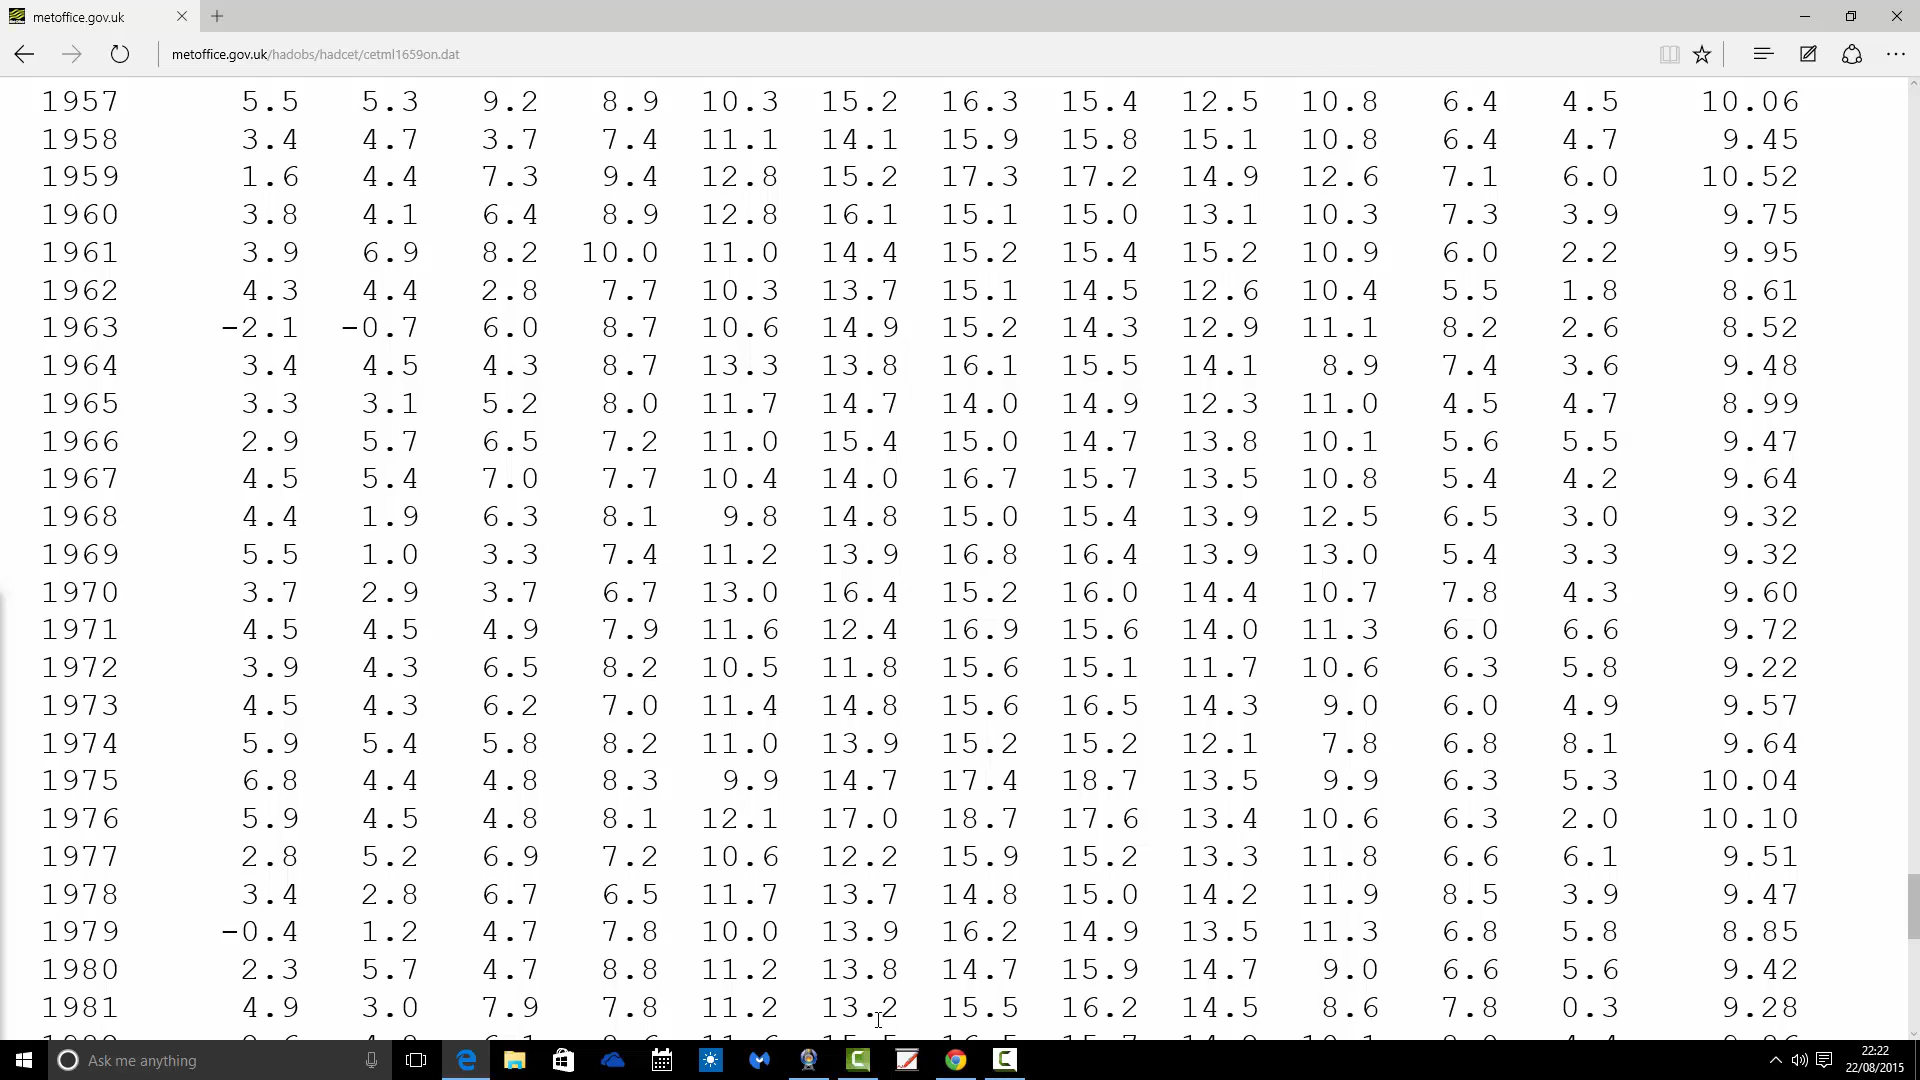 metoffice.gov.uk
metoffice.gov.uk/hadobs/hadcet/cetml1659on.dat
1957 5.5 5.3 9.2 8.9 10.3 15.2 16.3 15.4 12.5 10.8 6.4 4.5 10.06
1958 3.4 4.7 3.7 7.4 11.1 14.1 15.9 15.8 15.1 10.8 6.4 4.7 9.45
1959 1.6 4.4 7.3 9.4 12.8 15.2 17.3 17.2 14.9 12.6 7.1 6.0 10.52
1960 3.8 4.1 6.4 8.9 12.8 16.1 15.1 15.0 13.1 10.3 7.3 3.9 9.75
1961 3.9 6.9 8.2 10.0 11.0 14.4 15.2 15.4 15.2 10.9 6.0 2.2 9.95
1962 4.3 4.4 2.8 7.7 10.3 13.7 15.1 14.5 12.6 10.4 5.5 1.8 8.61
1963 -2.1 -0.7 6.0 8.7 10.6 14.9 15.2 14.3 12.9 11.1 8.2 2.6 8.52
1964 3.4 4.5 4.3 8.7 13.3 13.8 16.1 15.5 14.1 8.9 7.4 3.6 9.48
1965 3.3 3.1 5.2 8.0 11.7 14.7 14.0 14.9 12.3 11.0 4.5 4.7 8.99
1966 2.9 5.7 6.5 7.2 11.0 15.4 15.0 14.7 13.8 10.1 5.6 5.5 9.47
1967 4.5 5.4 7.0 7.7 10.4 14.0 16.7 15.7 13.5 10.8 5.4 4.2 9.64
1968 4.4 1.9 6.3 8.1 9.8 14.8 15.0 15.4 13.9 12.5 6.5 3.0 9.32
1969 5.5 1.0 3.3 7.4 11.2 13.9 16.8 16.4 13.9 13.0 5.4 3.3 9.32
1970 3.7 2.9 3.7 6.7 13.0 16.4 15.2 16.0 14.4 10.7 7.8 4.3 9.60
1971 4.5 4.5 4.9 7.9 11.6 12.4 16.9 15.6 14.0 11.3 6.0 6.6 9.72
1972 3.9 4.3 6.5 8.2 10.5 11.8 15.6 15.1 11.7 10.6 6.3 5.8 9.22
1973 4.5 4.3 6.2 7.0 11.4 14.8 15.6 16.5 14.3 9.0 6.0 4.9 9.57
1974 5.9 5.4 5.8 8.2 11.0 13.9 15.2 15.2 12.1 7.8 6.8 8.1 9.64
1975 6.8 4.4 4.8 8.3 9.9 14.7 17.4 18.7 13.5 9.9 6.3 5.3 10.04
1976 5.9 4.5 4.8 8.1 12.1 17.0 18.7 17.6 13.4 10.6 6.3 2.0 10.10
1977 2.8 5.2 6.9 7.2 10.6 12.2 15.9 15.2 13.3 11.8 6.6 6.1 9.51
1978 3.4 2.8 6.7 6.5 11.7 13.7 14.8 15.0 14.2 11.9 8.5 3.9 9.47
1979 -0.4 1.2 4.7 7.8 10.0 13.9 16.2 14.9 13.5 11.3 6.8 5.8 8.85
1980 2.3 5.7 4.7 8.8 11.2 13.8 14.7 15.9 14.7 9.0 6.6 5.6 9.42
1981 4.9 3.0 7.9 7.8 11.2 13.2 15.5 16.2 14.5 8.6 7.8 0.3 9.28
Ask me anything
22:22
22/08/2015